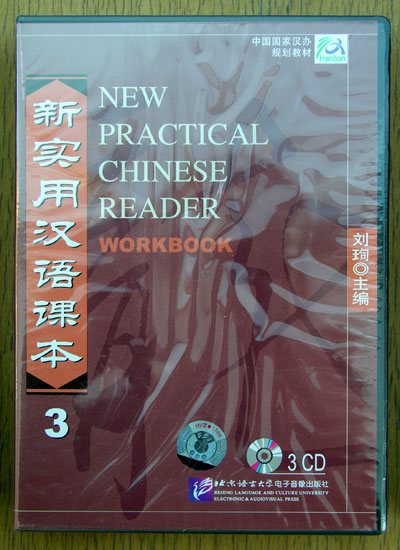 中国国家汉办
规划教材
Hanban
新实用汉语课本
3
NEW
PRACTICAL
CHINESE
READER
WORKBOOK
刘珣◎主编
3 CD
北京语言大学电子音像出版社
BEIJING LANGUAGE AND CULTURE UNIVERSITY
ELECTRONIC & AUDIOVISUAL PRESS